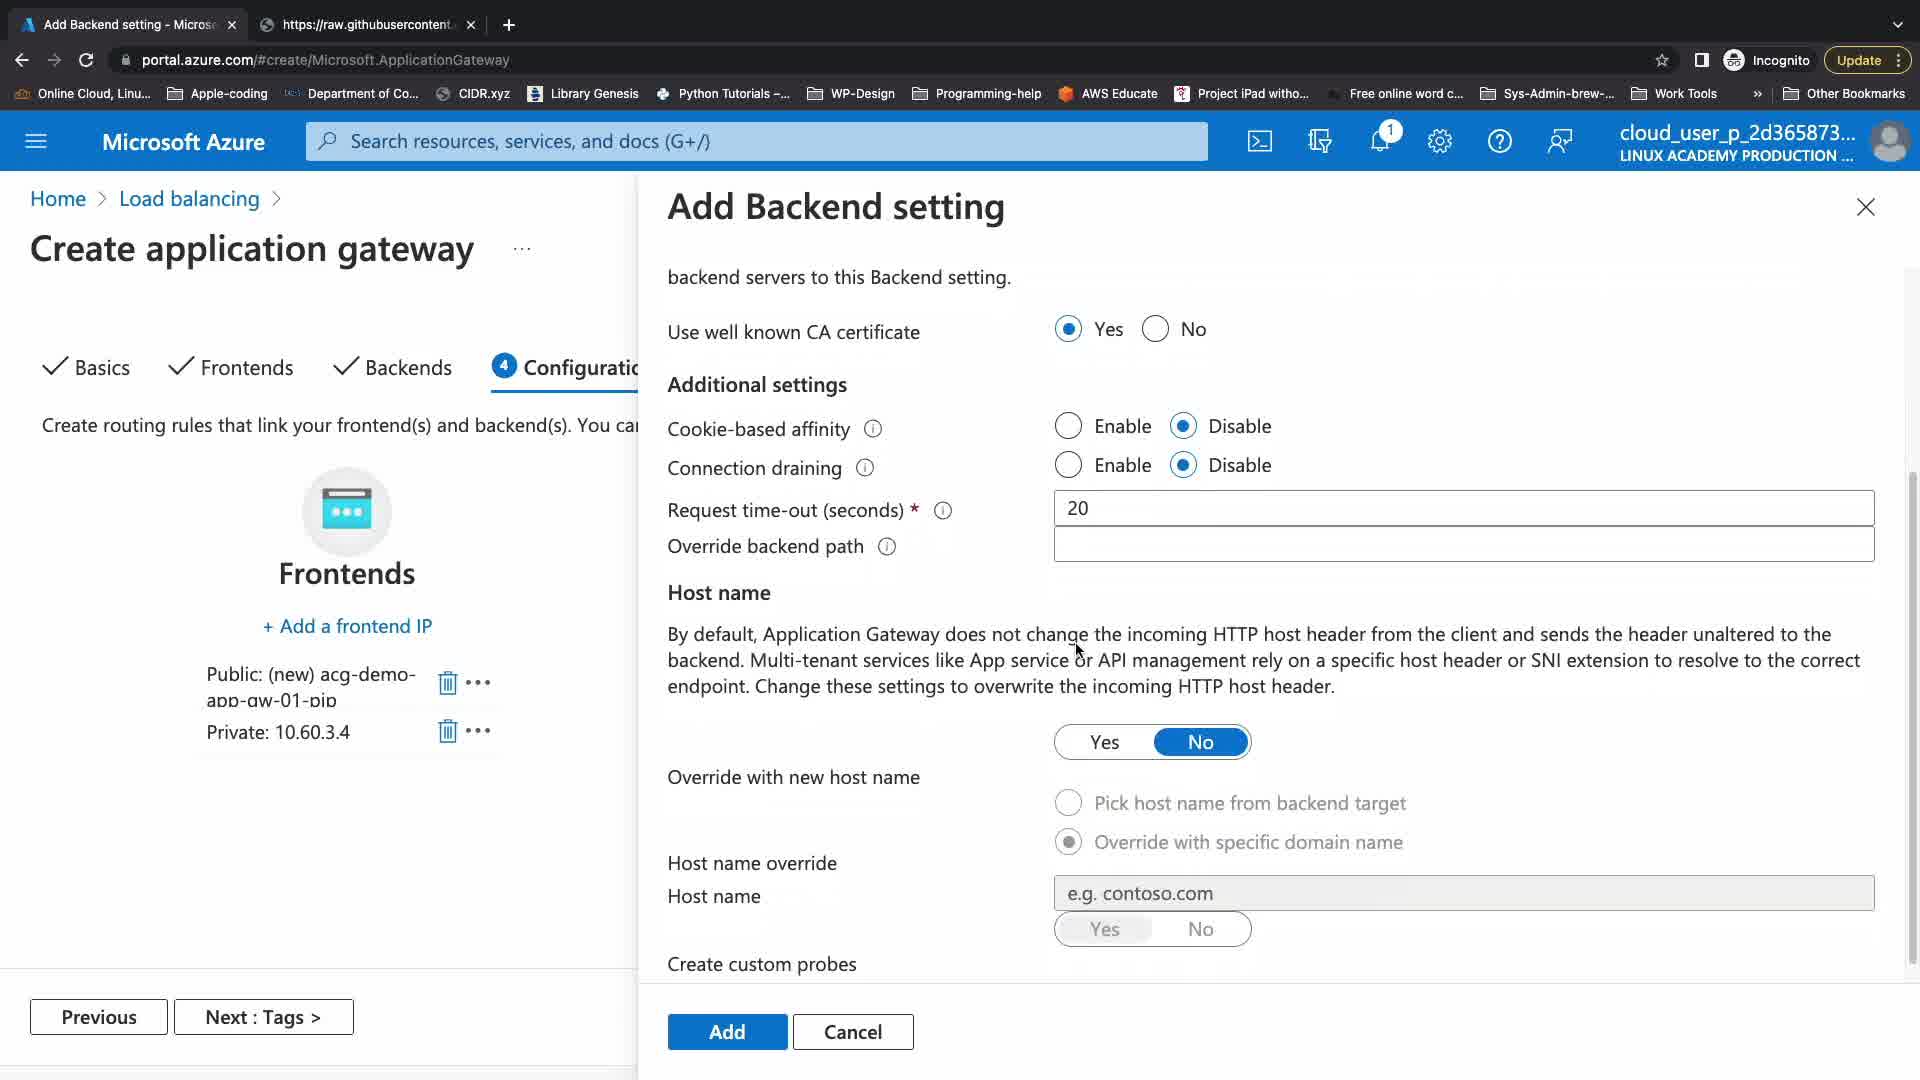 Add Backend setting - Micros
https://raw.githubusercontent.
portal.azure.com/#create/Microsoft.ApplicationGateway
Incognito
Update
Online Cloud, Linu...
Apple-coding
Department of Co...
CIDR.xyz
Library Genesis
Python Tutorials –...
WP-Design
Programming-help
AWS Educate
Project iPad witho...
Free online word c...
Sys-Admin-brew-...
Work Tools
»
Other Bookmarks
Microsoft Azure
Search resources, services, and docs (G+/)
1
cloud_user_p_2d365873...
LINUX ACADEMY PRODUCTION ...
Home > Load balancing >
Create application gateway ...
Basics
Frontends
Backends
4 Configuratio
Create routing rules that link your frontend(s) and backend(s). You ca
Frontends
+ Add a frontend IP
Public: (new) acg-demo-
app-gw-01-pip
Private: 10.60.3.4
Previous
Next : Tags >
Add Backend setting
backend servers to this Backend setting.
Use well known CA certificate
Yes No
Additional settings
Cookie-based affinity
Enable Disable
Connection draining
Enable Disable
Request time-out (seconds) *
20
Override backend path
Host name
By default, Application Gateway does not change the incoming HTTP host header from the client and sends the header unaltered to the
backend. Multi-tenant services like App service or API management rely on a specific host header or SNI extension to resolve to the correct
endpoint. Change these settings to overwrite the incoming HTTP host header.
Yes No
Override with new host name
Pick host name from backend target
Override with specific domain name
Host name override
Host name
e.g. contoso.com
Yes No
Create custom probes
Add
Cancel